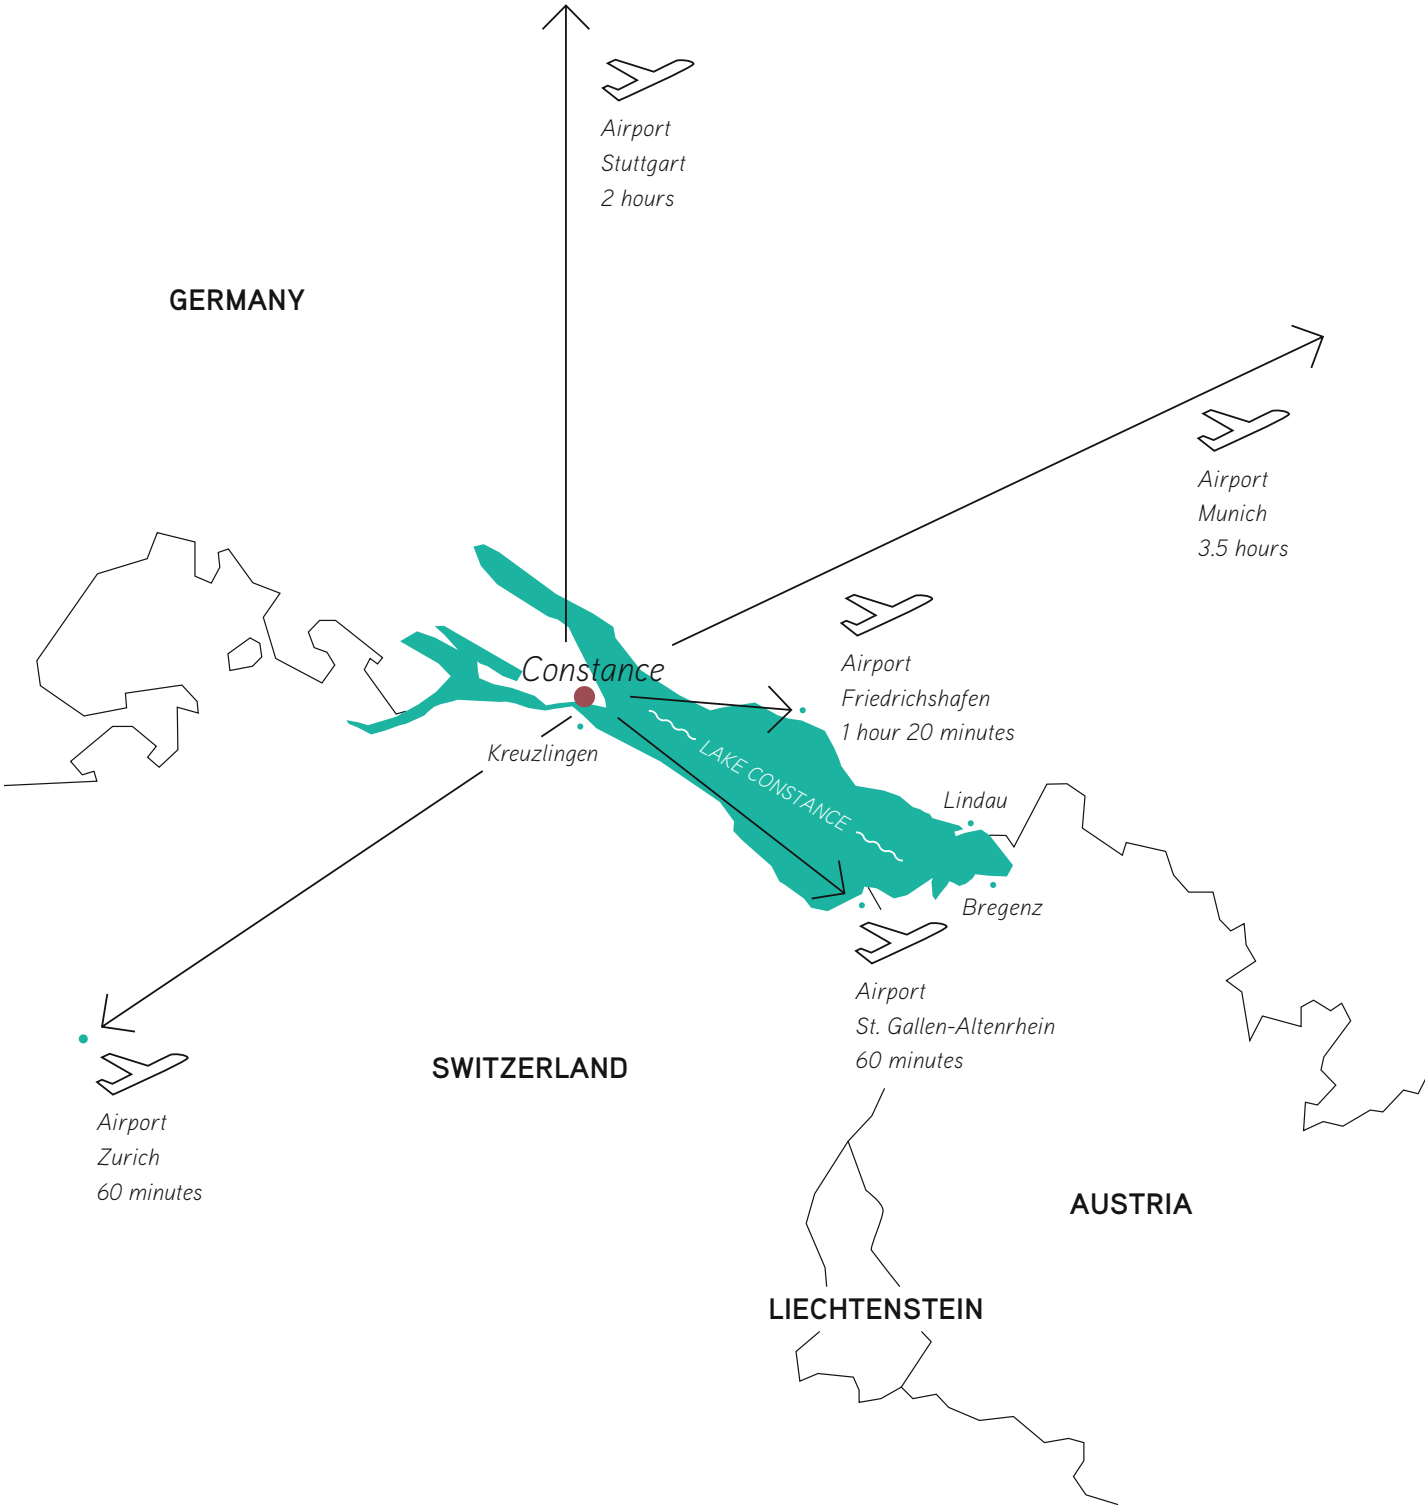 Airport
Stuttgart
2 hours
GERMANY
Airport
Munich
3.5 hours
Airport
Friedrichshafen
1 hour 20 minutes
Constance
Kreuzlingen
LAKE CONSTANCE
Lindau
Bregenz
Airport
St. Gallen-Altenrhein
60 minutes
SWITZERLAND
Airport
Zurich
60 minutes
AUSTRIA
LIECHTENSTEIN